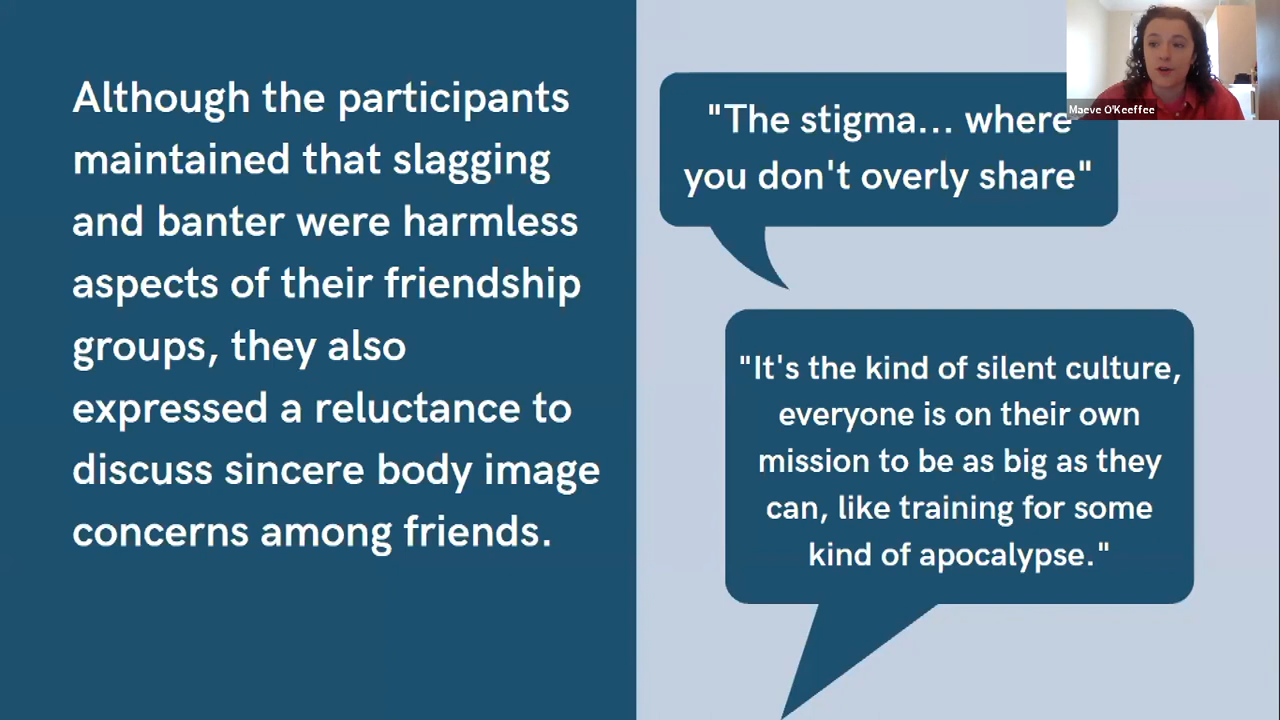 Although the participants
maintained that slagging
and banter were harmless
aspects of their friendship
groups, they also
expressed a reluctance to
discuss sincere body image
concerns among friends.
"The stigma... where
you don't overly share"
"It's the kind of silent culture,
everyone is on their own
mission to be as big as they
can, like training for some
kind of apocalypse."
Maeve O'Keeffee